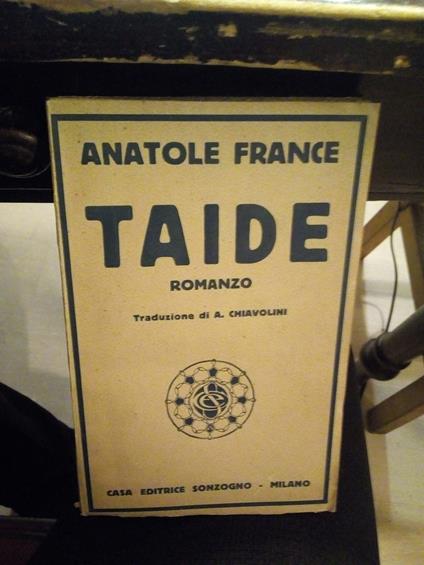 ANATOLE FRANCE
TAIDE
ROMANZO
Traduzione di A. CHIAVOLINI
CASA EDITRICE SONZOGNO - MILANO